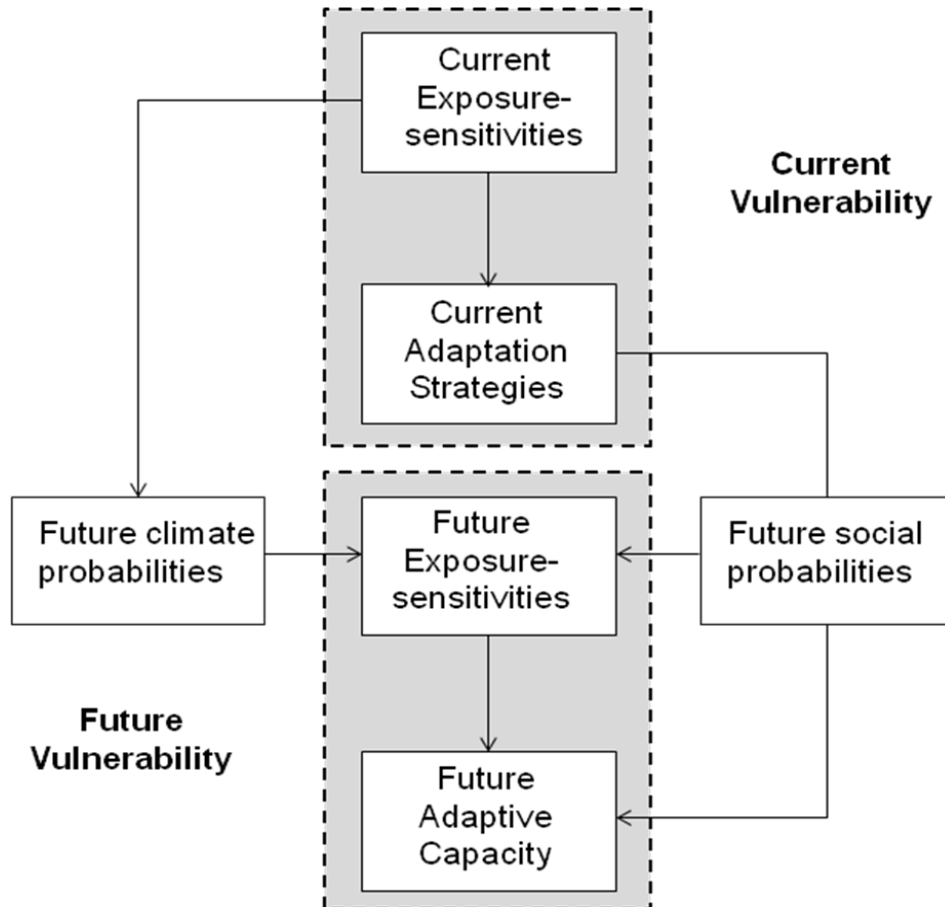 Current
Exposure-
sensitivities
Current
Vulnerability
Current
Adaptation
Strategies
Future climate
probabilities
Future
Exposure-
sensitivities
Future social
probabilities
Future
Vulnerability
Future
Adaptive
Capacity